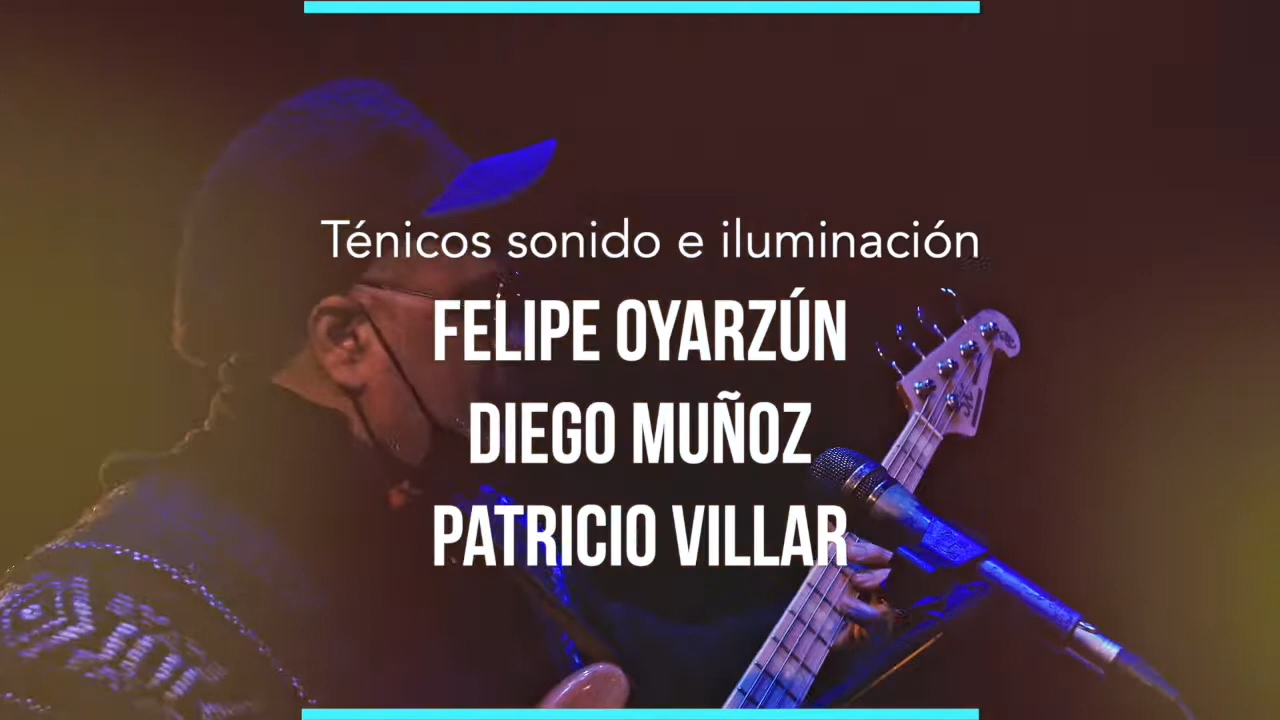 Ténicos sonido e iluminación
FELIPE OYARZÚN
DIEGO MUÑOZ
PATRICIO VILLAR